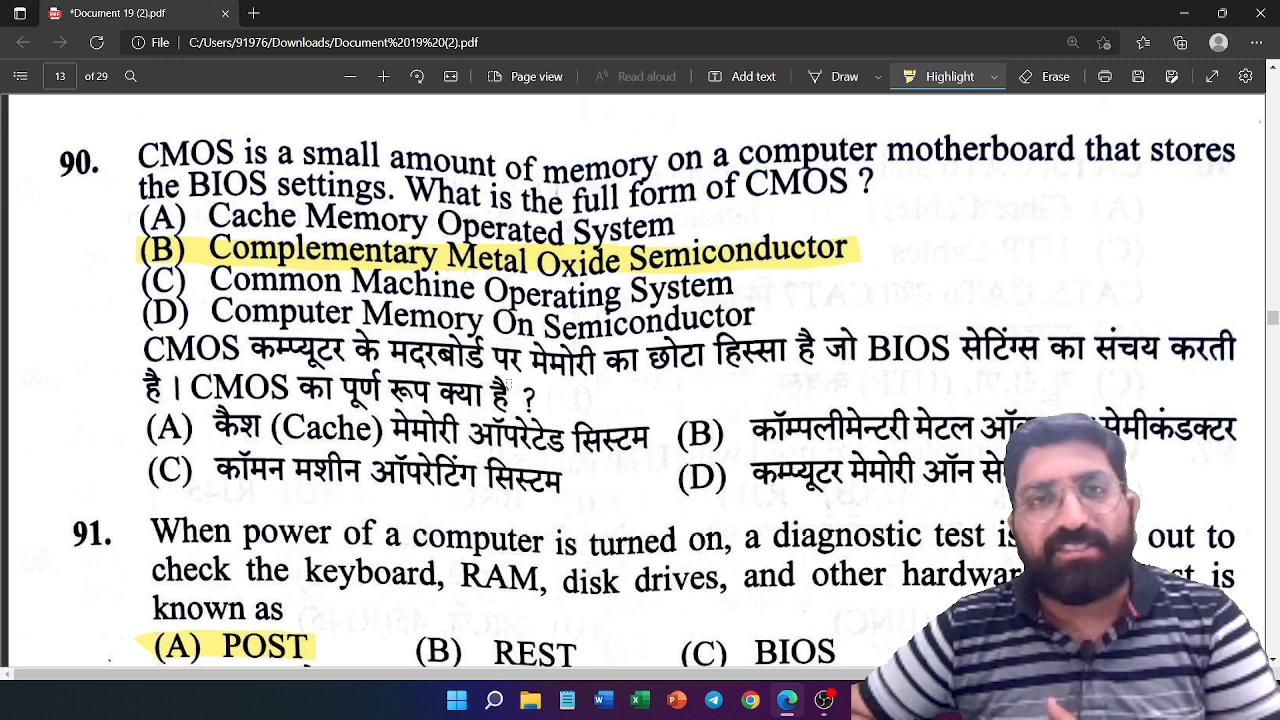 *Document 19 (2).pdf
File C:/Users/91976/Downloads/Document%2019%20(2).pdf
13 of 29 Page view Read aloud Add text Draw Highlight Erase
90. CMOS is a small amount of memory on a computer motherboard that stores
the BIOS settings. What is the full form of CMOS ?
(A) Cache Memory Operated System
(B) Complementary Metal Oxide Semiconductor
(C) Common Machine Operating System
(D) Computer Memory On Semiconductor
CMOS कम्प्यूटर के मदरबोर्ड पर मेमोरी का छोटा हिस्सा है जो BIOS सेटिंग्स का संचय करती
है । CMOS का पूर्ण रूप क्या है ?
(A) कैश (Cache) मेमोरी ऑपरेटेड सिस्टम (B) कॉम्पलीमेन्टरी मेटल
(C) कॉमन मशीन ऑपरेटिंग सिस्टम (D) कम्प्यूटर मेमोरी ऑन
91. When power of a computer is turned on, a diagnostic test out to
check the keyboard, RAM, disk drives, and other is
known as
(A) POST (B) REST (C) BIOS